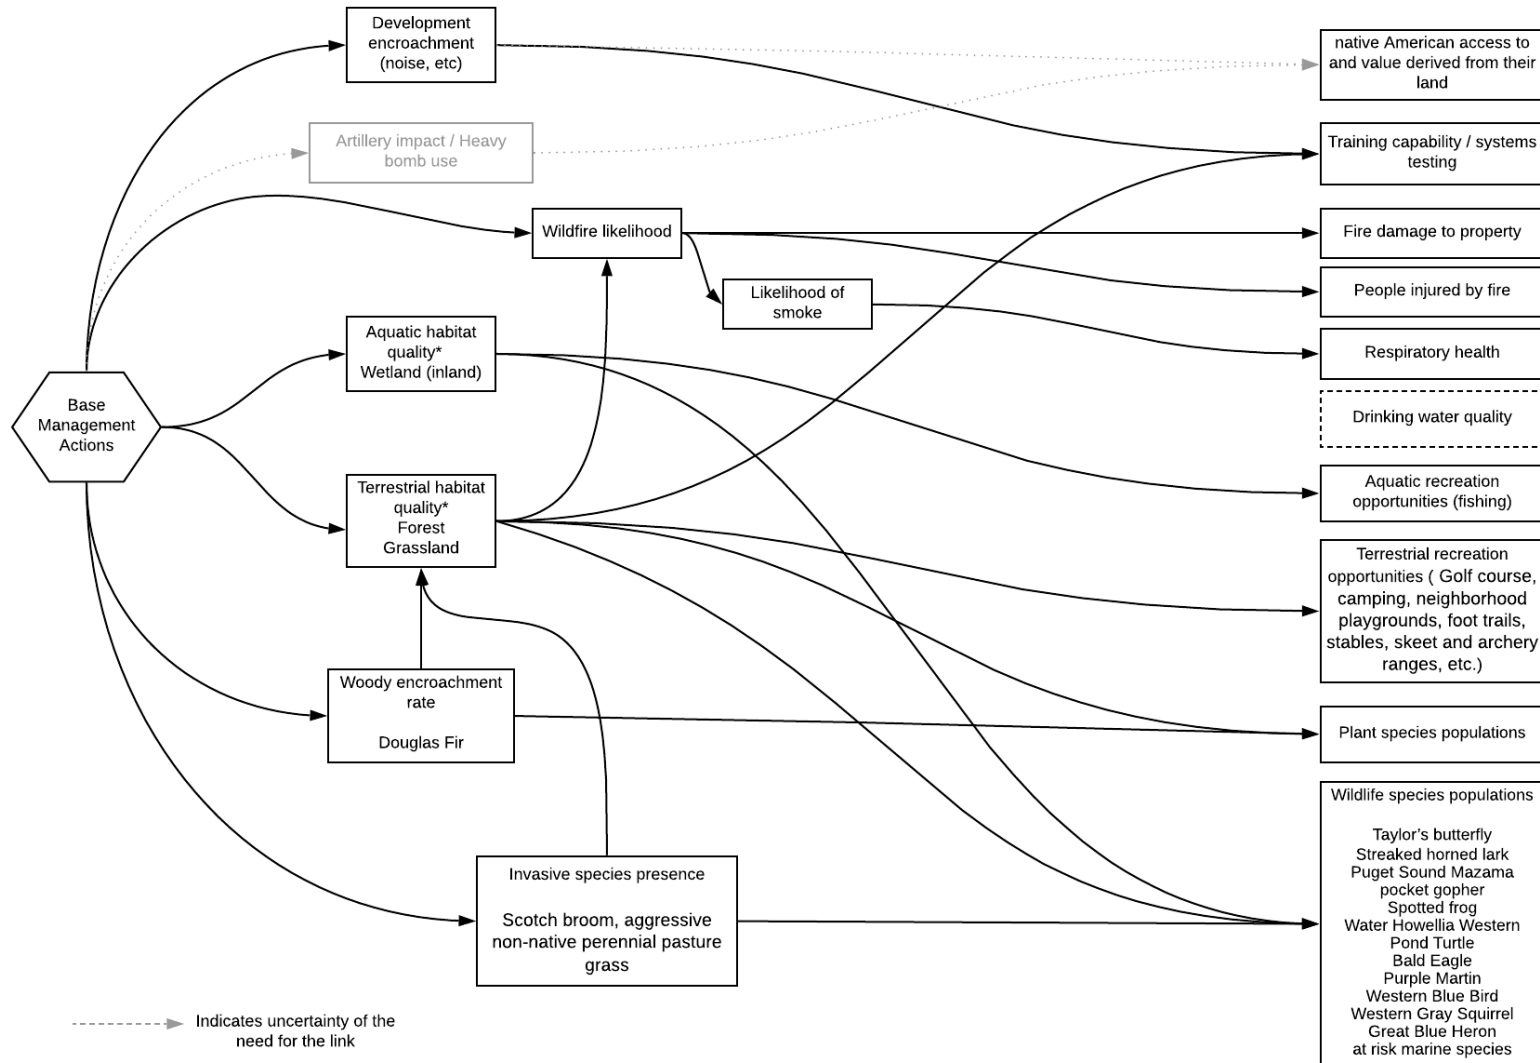 Development
encroachment
(noise, etc)
native American access to
and value derived from their
land
Artillery impact / Heavy
bomb use
Training capability / systems
testing
Wildfire likelihood
Fire damage to property
Likelihood of
smoke
People injured by fire
Aquatic habitat
quality*
Wetland (inland)
Respiratory health
Base
Management
Actions
Drinking water quality
Terrestrial habitat
quality*
Forest
Grassland
Aquatic recreation
opportunities (fishing)
Terrestrial recreation
opportunities ( Golf course,
camping, neighborhood
playgrounds, foot trails,
stables, skeet and archery
ranges, etc.)
Woody encroachment
rate
Douglas Fir
Plant species populations
Invasive species presence
Scotch broom, aggressive
non-native perennial pasture
grass
Wildlife species populations
Taylor's butterfly
Streaked horned lark
Puget Sound Mazama
pocket gopher
Spotted frog
Water Howellia Western
Pond Turtle
Bald Eagle
Purple Martin
Western Blue Bird
Western Gray Squirrel
Great Blue Heron
at risk marine species
Indicates uncertainty of the
need for the link